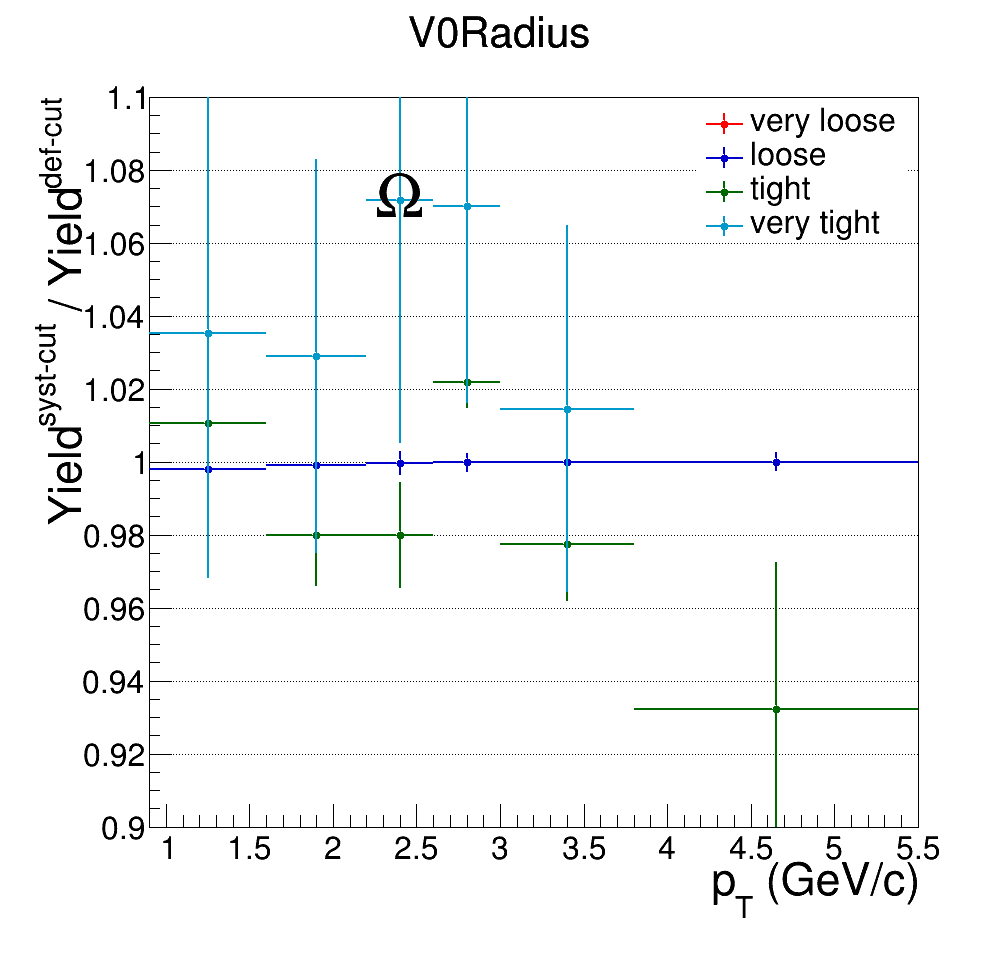 V0Radius
Yield^syst-cut / Yield^def-cut
1.1
1.08
1.06
1.04
1.02
1
0.98
0.96
0.94
0.92
0.9
Ω
very loose
loose
tight
very tight
1 1.5 2 2.5 3 3.5 4 4.5 5 5.5
p_T (GeV/c)